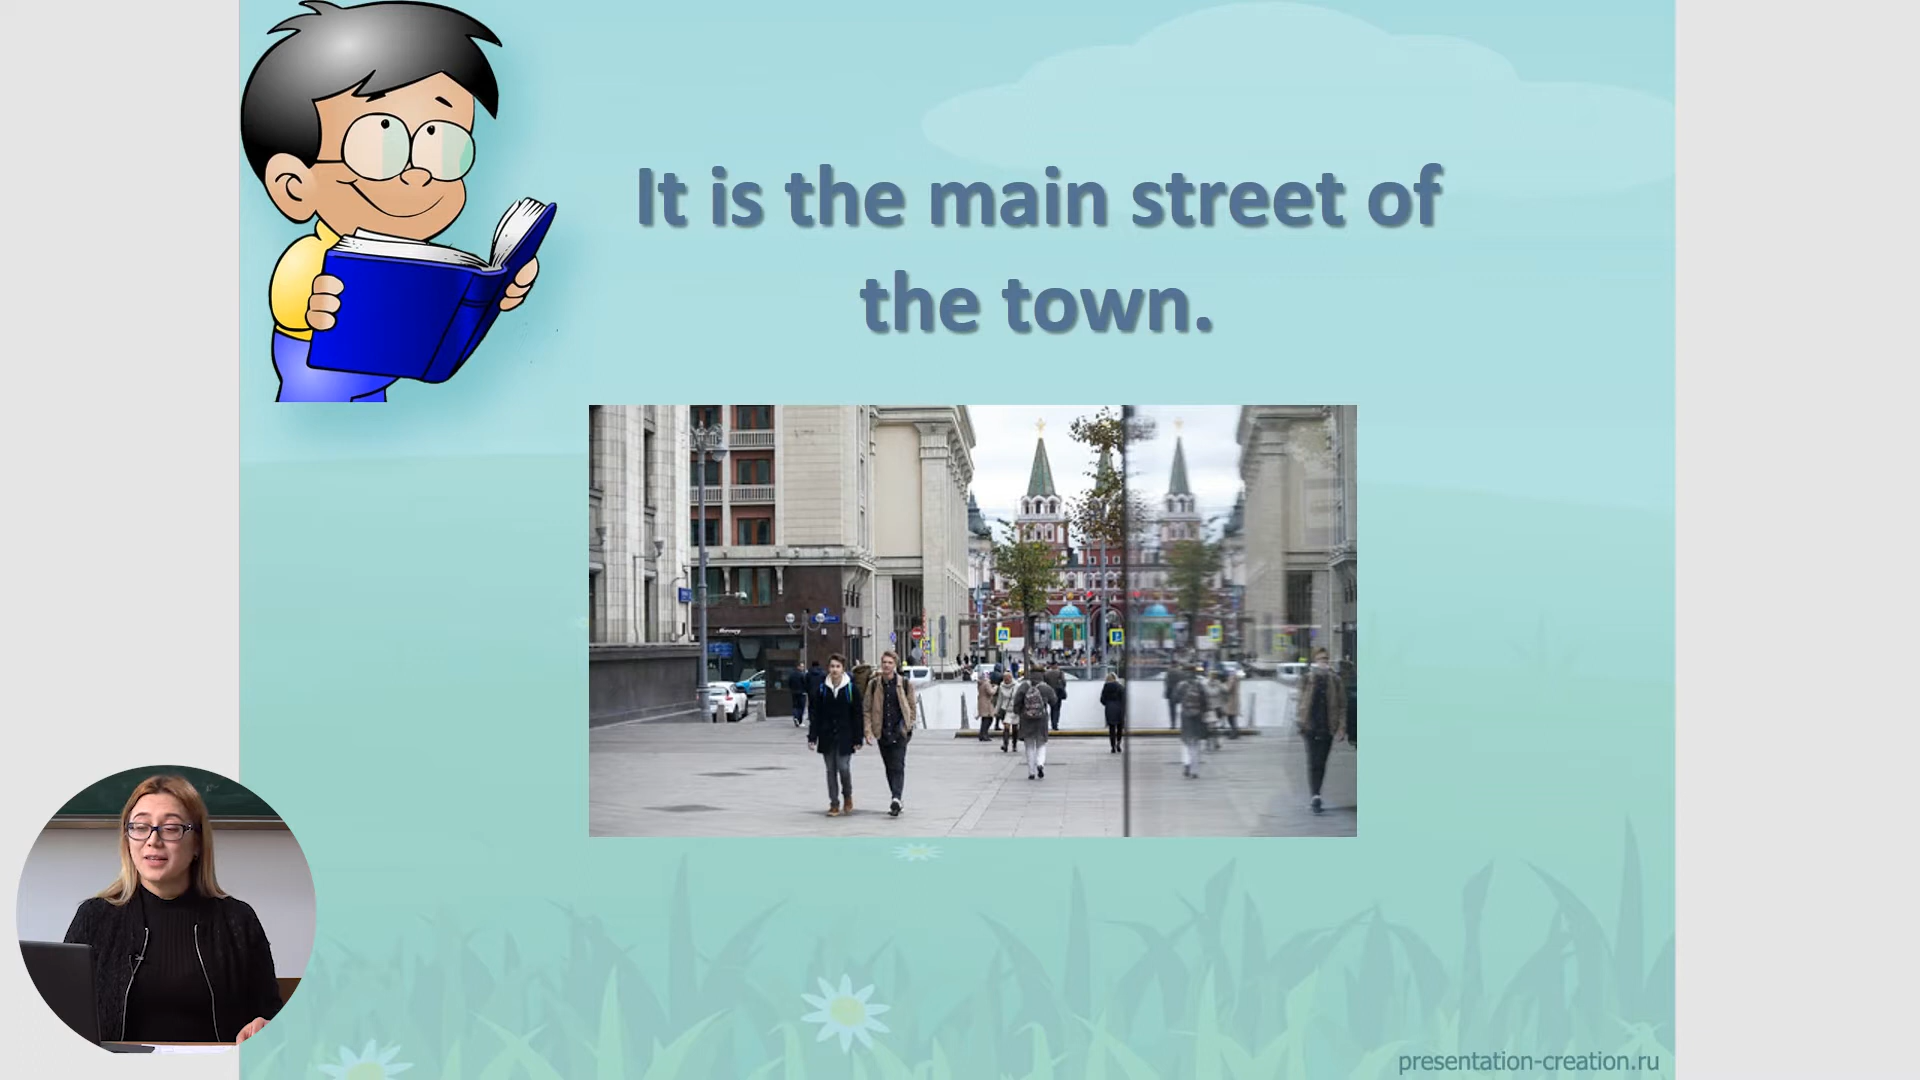 It is the main street of
the town.
presentation-creation.ru